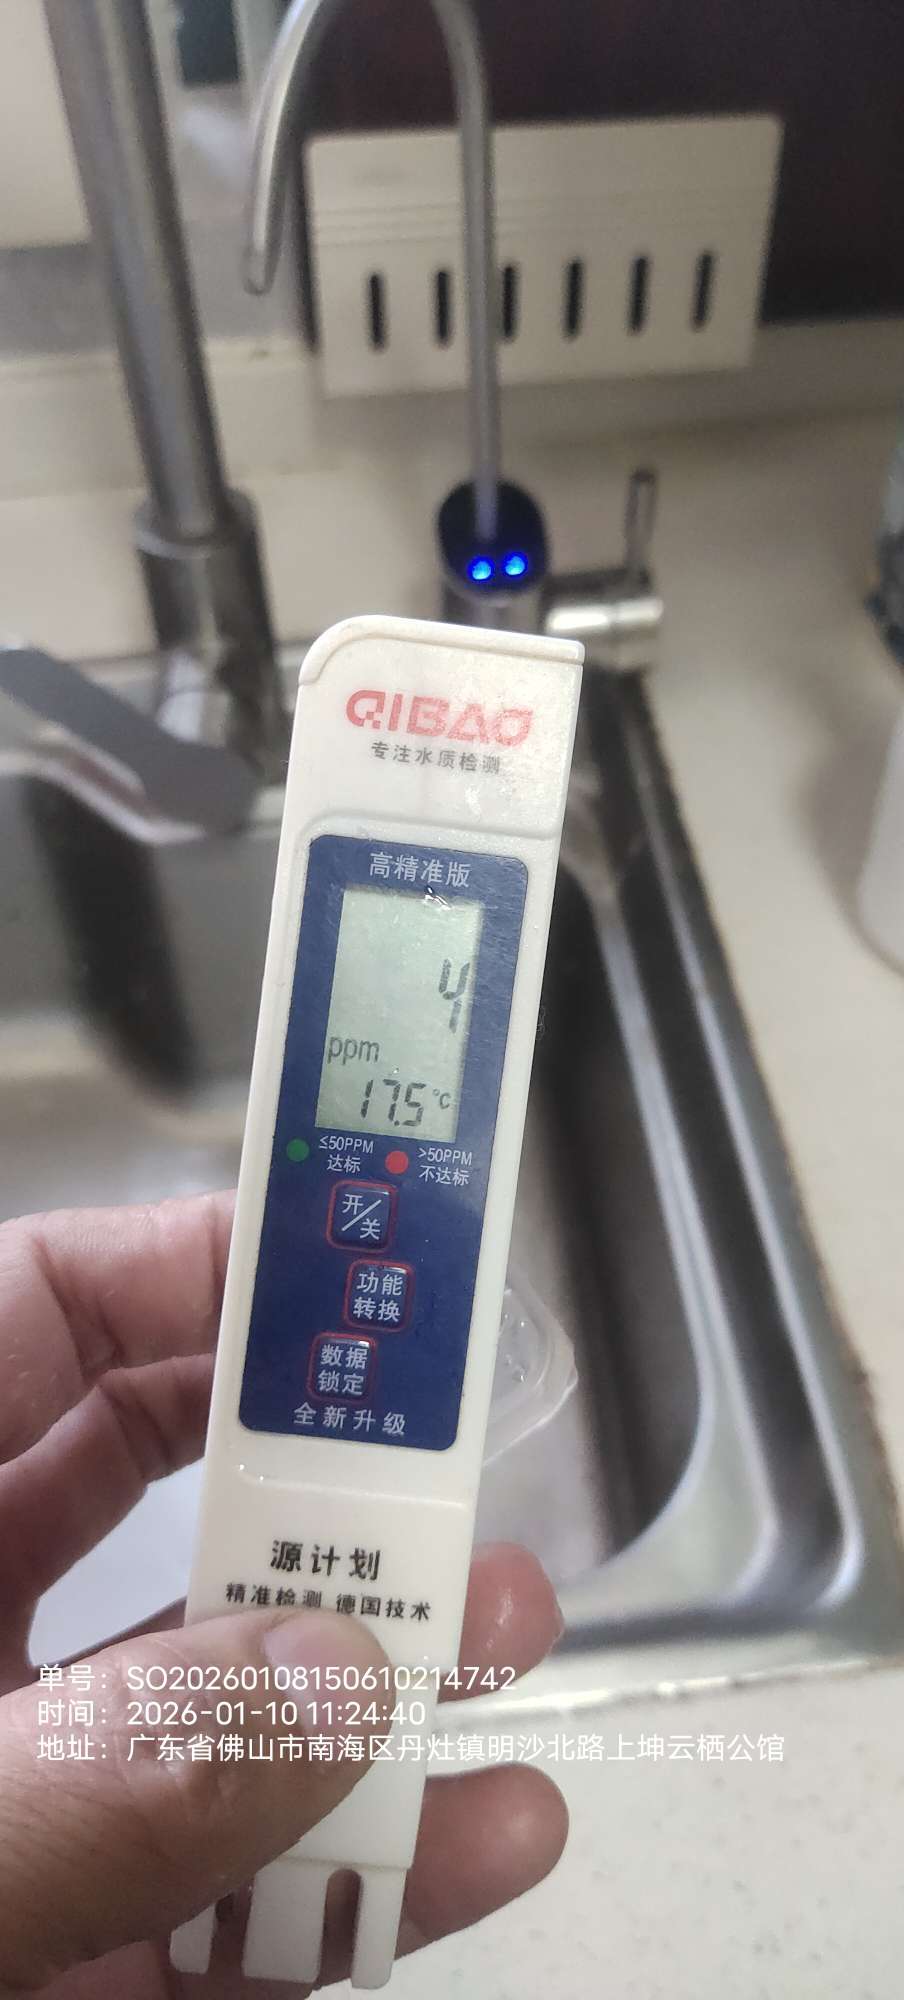 QIBAO
专注水质检测
高精准版
4
ppm
17.5°C
≤50PPM
达标
>50PPM
不达标
开/关
功能
转换
数据
锁定
全新升级
源计划
精准检测 德国技术
单号：SO20260108150610214742
时间：2026-01-10 11:24:40
地址：广东省佛山市南海区丹灶镇明沙北路上坤云栖公馆